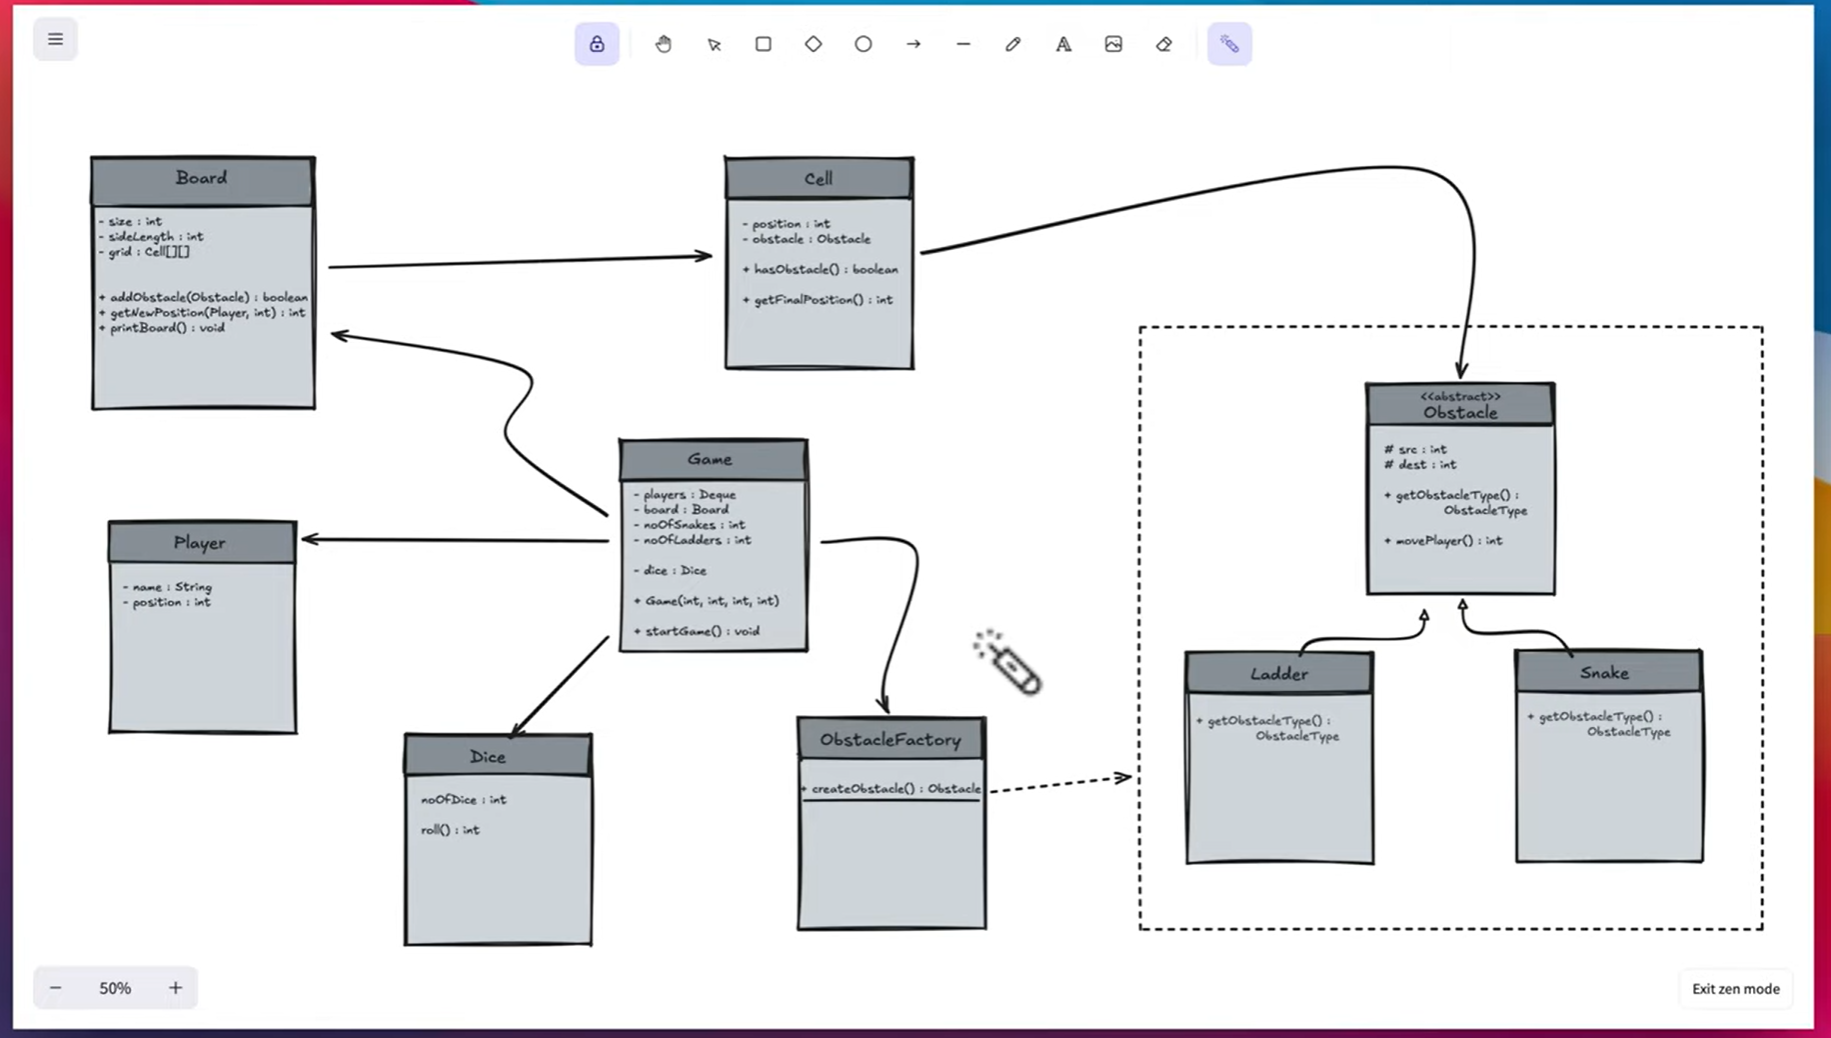 Board
- size : int
- sideLength : int
- grid : Cell[][]
+ addObstacle(Obstacle) : boolean
+ getNewPosition(Player, int) : int
+ printBoard() : void
Cell
- position : int
- obstacle : Obstacle
+ hasObstacle() : boolean
+ getFinalPosition() : int
<<abstract>>
Obstacle
# src : int
# dest : int
+ getObstacleType() :
ObstacleType
+ movePlayer() : int
Game
- players : Deque
- board : Board
- noOfSnakes : int
- noOfLadders : int
- dice : Dice
+ Game(int, int, int, int)
+ startGame() : void
Player
- name : String
- position : int
Ladder
+ getObstacleType() :
ObstacleType
Snake
+ getObstacleType() :
ObstacleType
Dice
noOfDice : int
roll() : int
ObstacleFactory
+ createObstacle() : Obstacle
50%
Exit zen mode